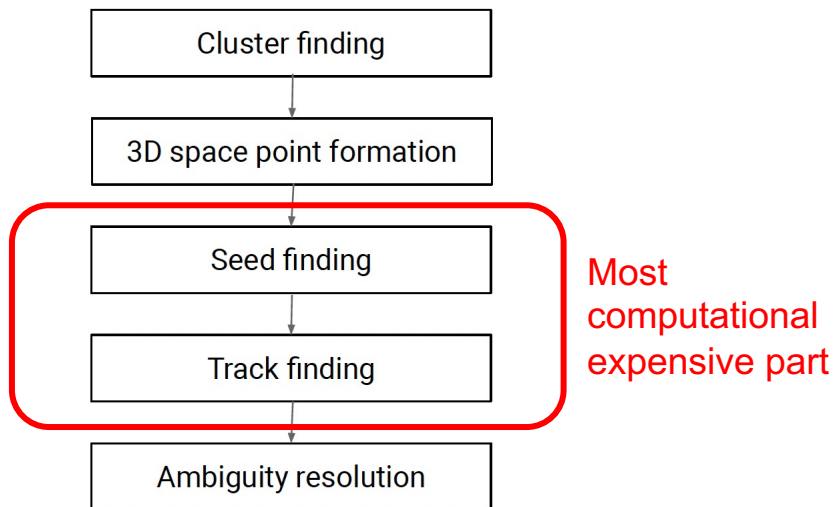 Cluster finding
3D space point formation
Seed finding
Track finding
Most
computational
expensive part
Ambiguity resolution